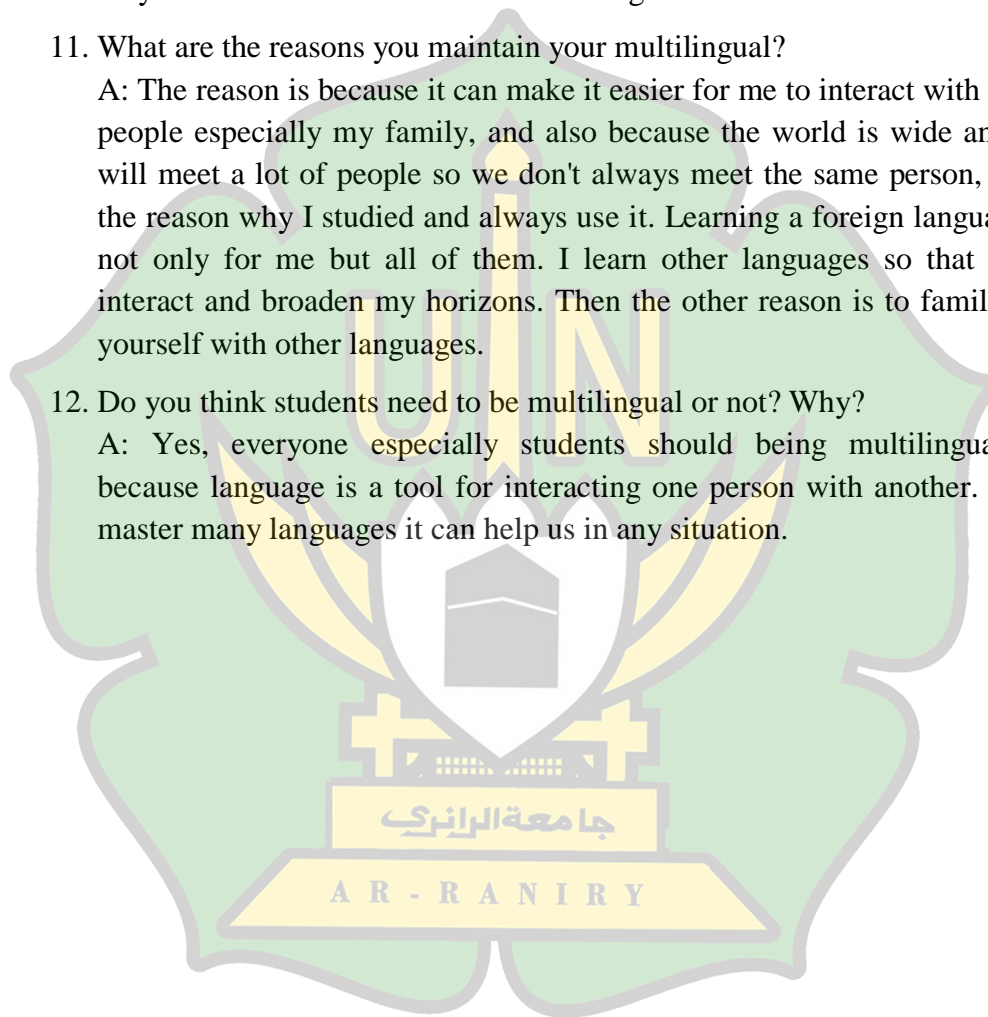 11. What are the reasons you maintain your multilingual?
A: The reason is because it can make it easier for me to interact with
people especially my family, and also because the world is wide an
will meet a lot of people so we don't always meet the same person,
the reason why I studied and always use it. Learning a foreign langua
not only for me but all of them. I learn other languages so that
interact and broaden my horizons. Then the other reason is to famil
yourself with other languages.
12. Do you think students need to be multilingual or not? Why?
A: Yes, everyone especially students should being multilingua
because language is a tool for interacting one person with another.
master many languages it can help us in any situation.
UIN
جامعة الرانري
AR-RANIRY